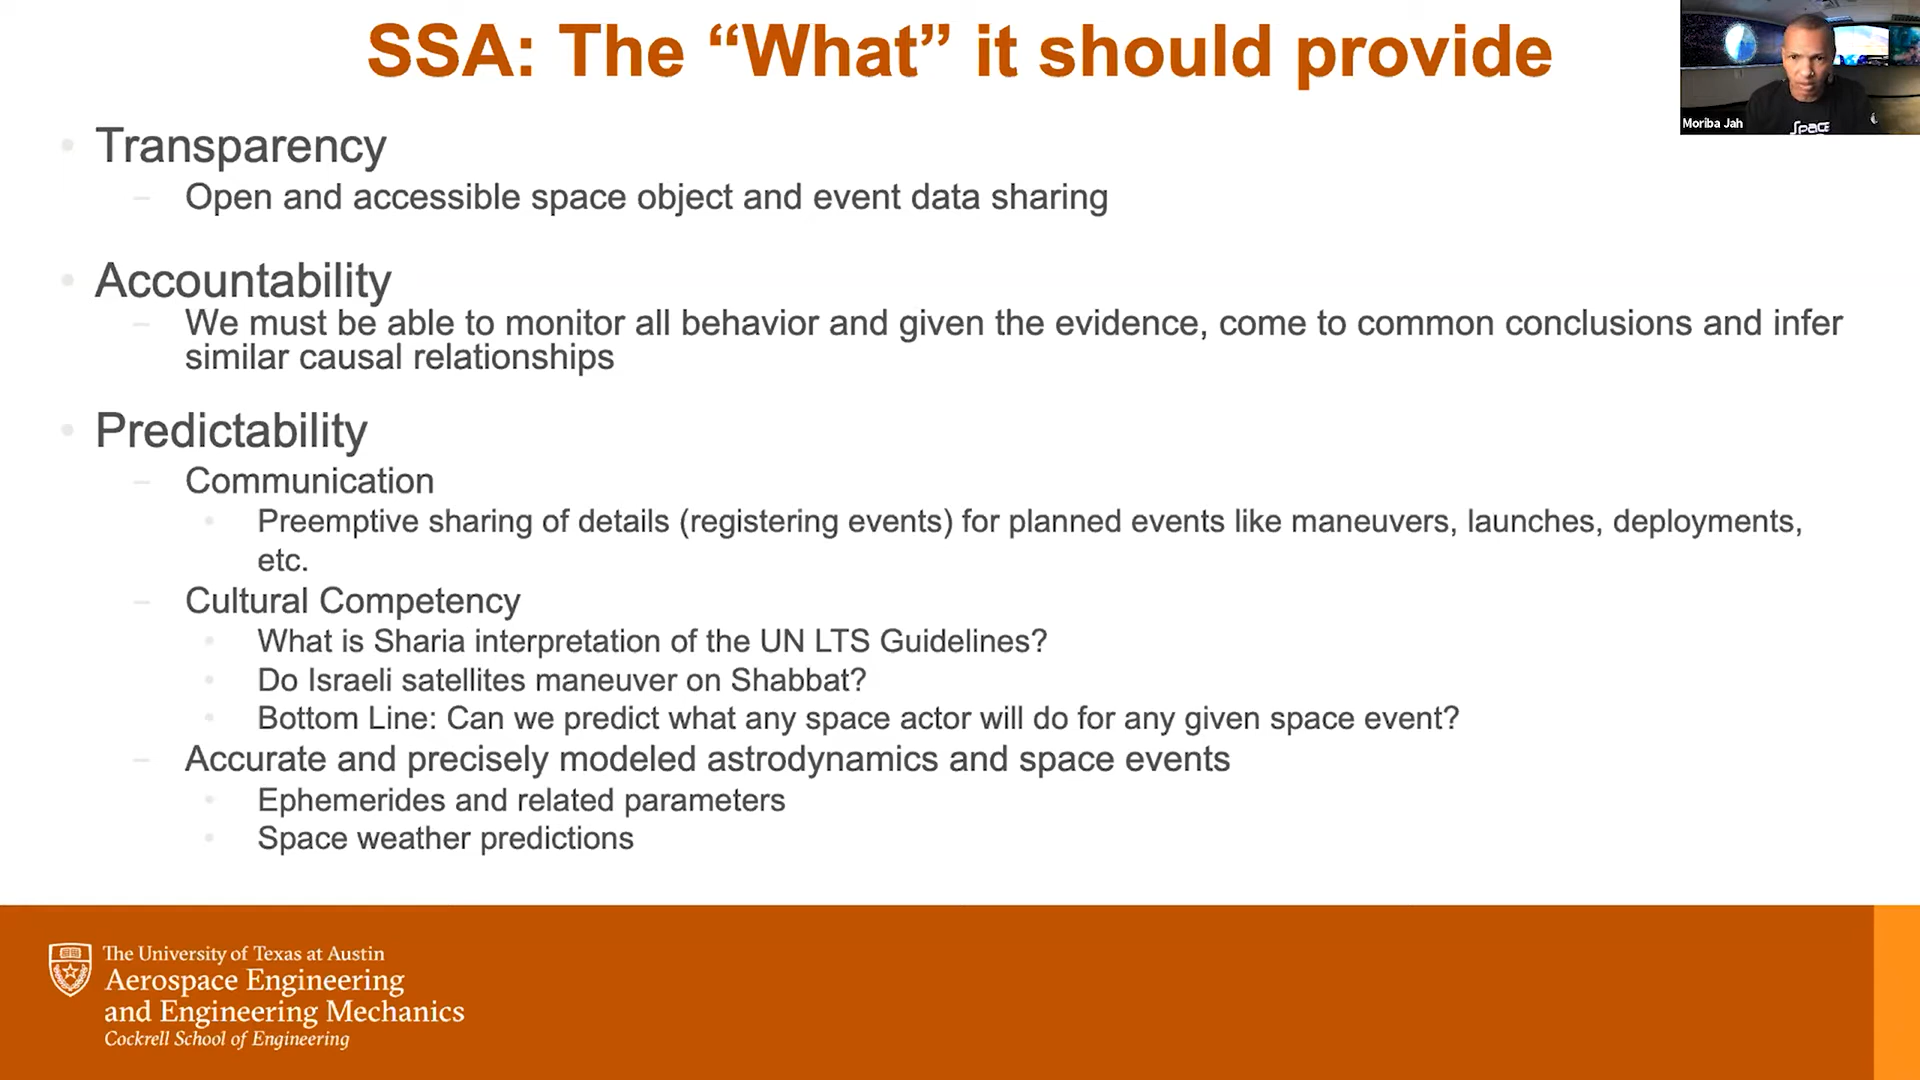 SSA: The “What” it should provide
Moriba Jah
Space
Transparency
Open and accessible space object and event data sharing
Accountability
We must be able to monitor all behavior and given the evidence, come to common conclusions and infer
similar causal relationships
Predictability
Communication
Preemptive sharing of details (registering events) for planned events like maneuvers, launches, deployments,
etc.
Cultural Competency
What is Sharia interpretation of the UN LTS Guidelines?
Do Israeli satellites maneuver on Shabbat?
Bottom Line: Can we predict what any space actor will do for any given space event?
Accurate and precisely modeled astrodynamics and space events
Ephemerides and related parameters
Space weather predictions
The University of Texas at Austin
Aerospace Engineering
and Engineering Mechanics
Cockrell School of Engineering